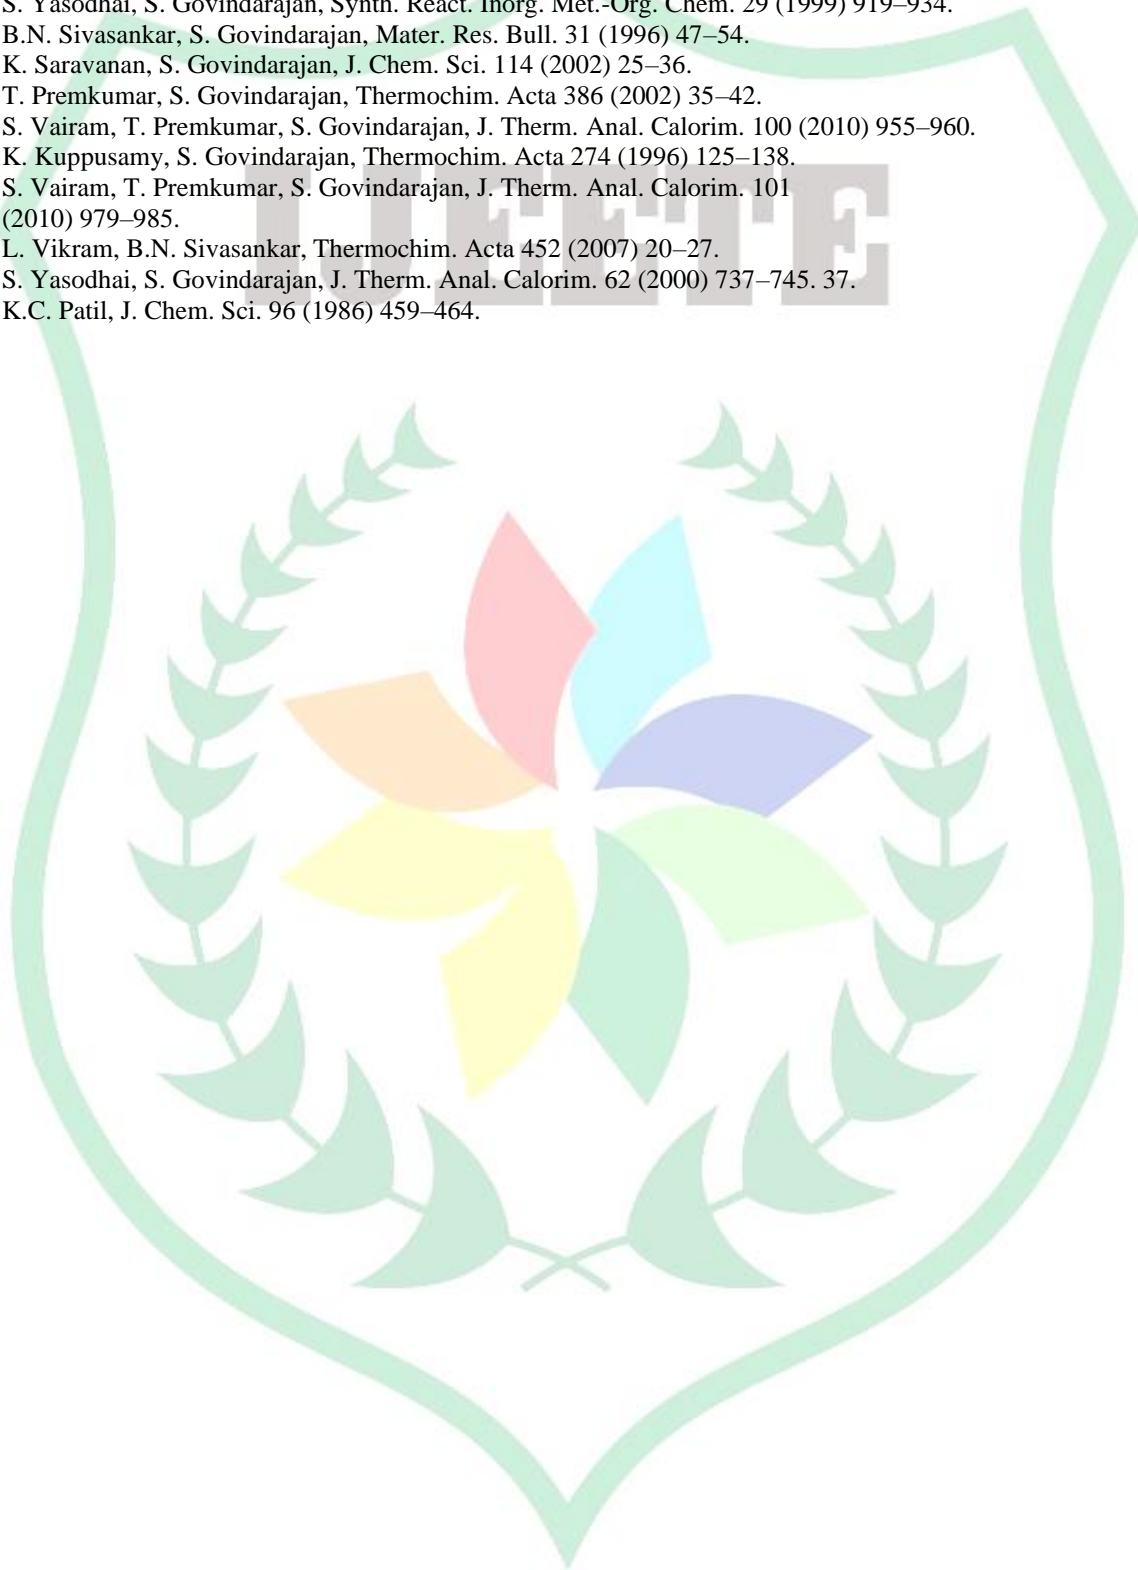 S. Yasodhai, S. Govindarajan, Synth. React. Inorg. Met.-Org. Chem. 29 (1999) 919–934.
B.N. Sivasankar, S. Govindarajan, Mater. Res. Bull. 31 (1996) 47–54.
K. Saravanan, S. Govindarajan, J. Chem. Sci. 114 (2002) 25–36.
T. Premkumar, S. Govindarajan, Thermochim. Acta 386 (2002) 35–42.
S. Vairam, T. Premkumar, S. Govindarajan, J. Therm. Anal. Calorim. 100 (2010) 955–960.
K. Kuppusamy, S. Govindarajan, Thermochim. Acta 274 (1996) 125–138.
S. Vairam, T. Premkumar, S. Govindarajan, J. Therm. Anal. Calorim. 101
(2010) 979–985.
L. Vikram, B.N. Sivasankar, Thermochim. Acta 452 (2007) 20–27.
S. Yasodhai, S. Govindarajan, J. Therm. Anal. Calorim. 62 (2000) 737–745. 37.
K.C. Patil, J. Chem. Sci. 96 (1986) 459–464.